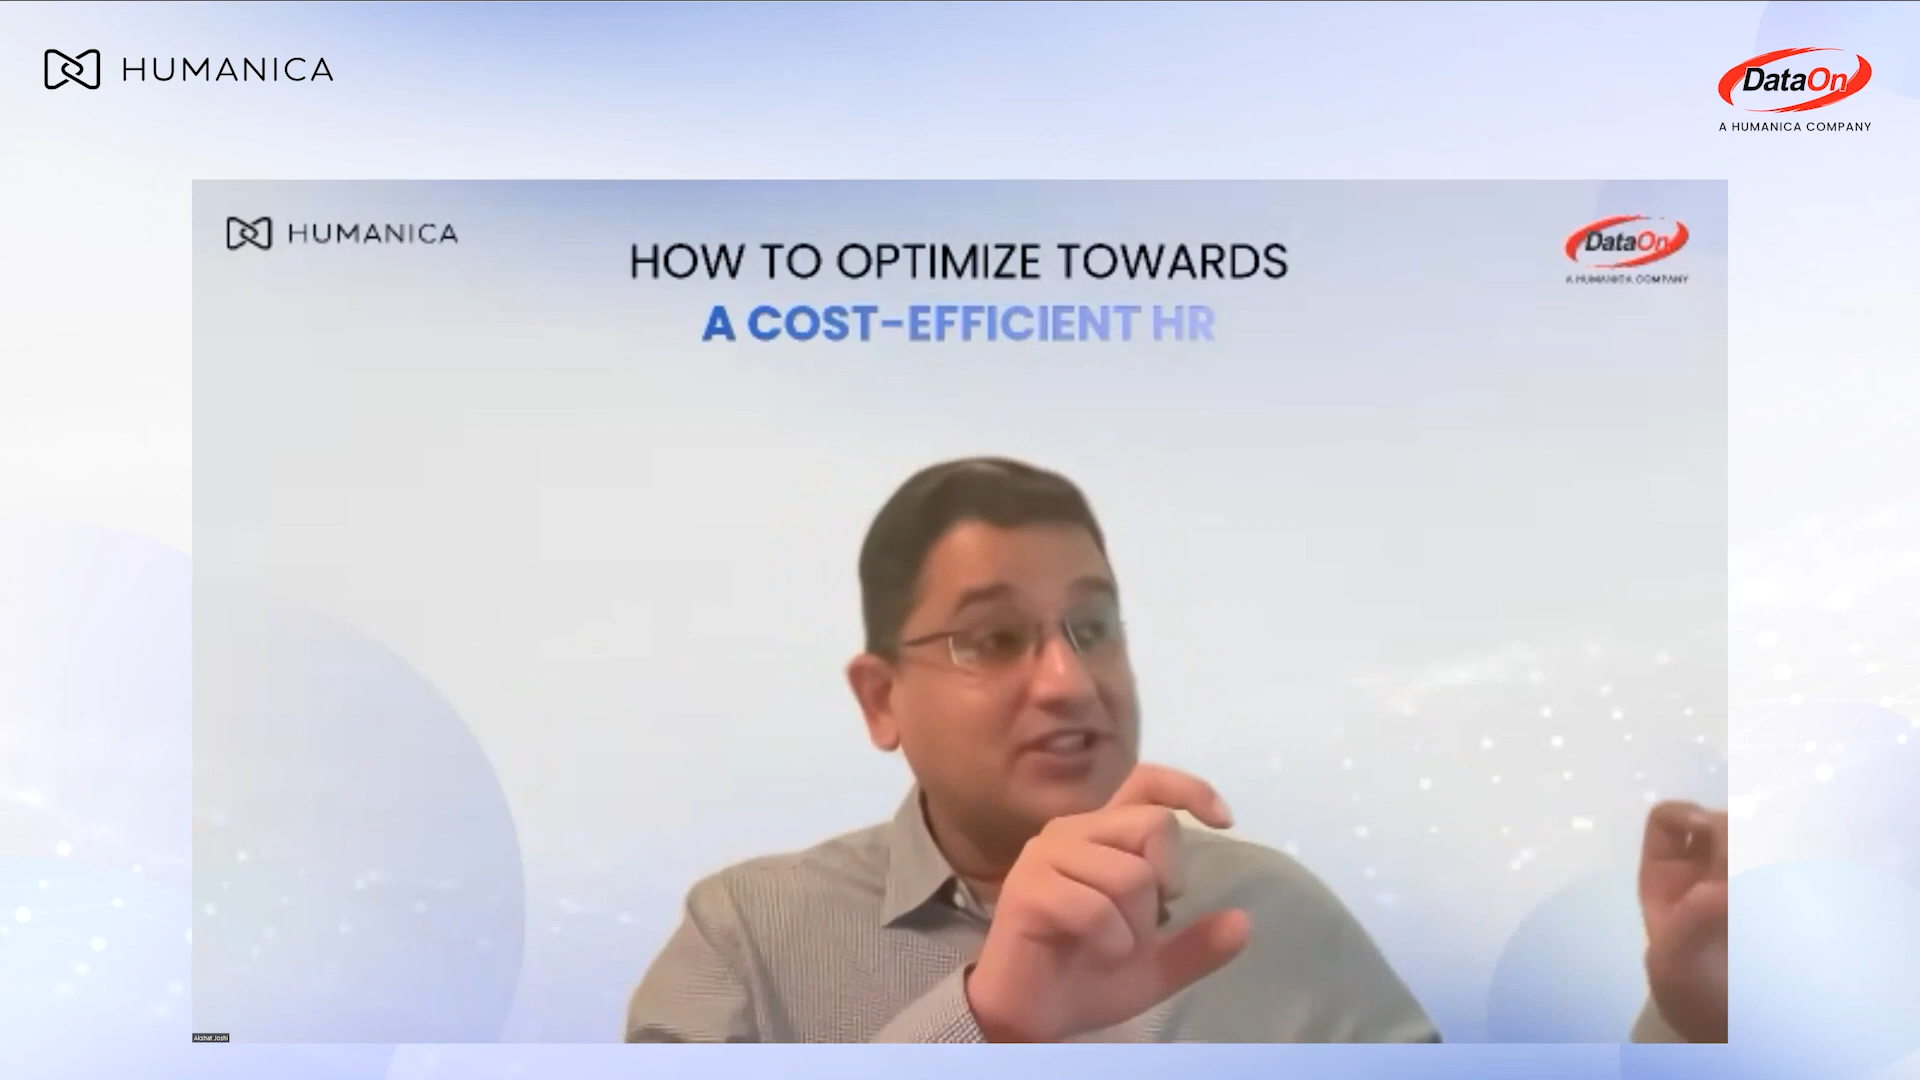 HUMANICA
DataOn
A HUMANICA COMPANY
HUMANICA
DataOn
A HUMANICA COMPANY
HOW TO OPTIMIZE TOWARDS
A COST-EFFICIENT HR
Akshat Joshi